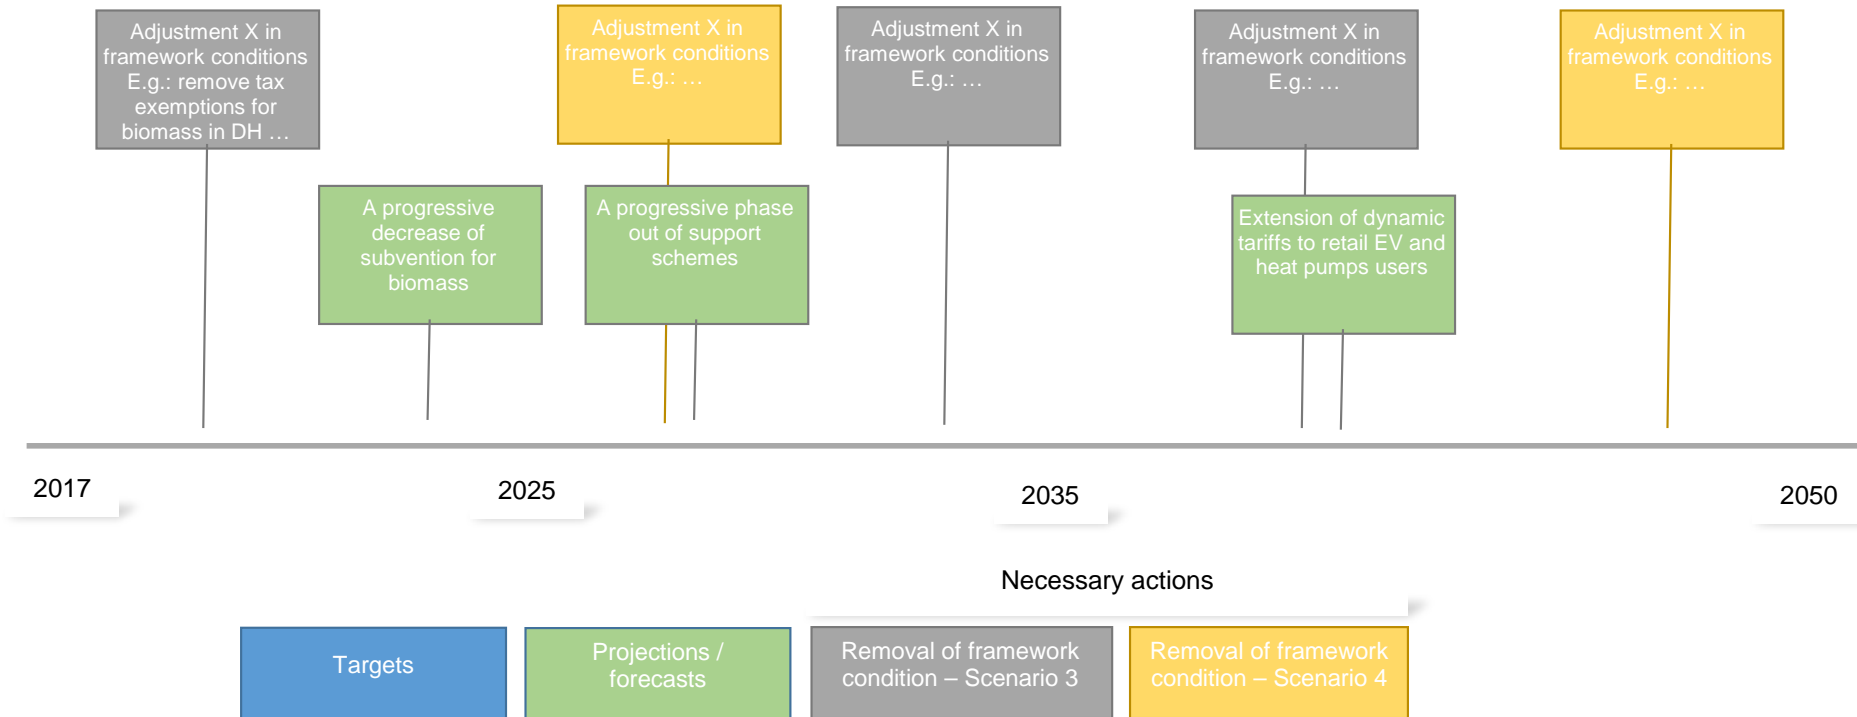 Adjustment X in
framework conditions
E.g.: remove tax
exemptions for
biomass in DH …
Adjustment X in
framework conditions
E.g.: …
Adjustment X in
framework conditions
E.g.: …
Adjustment X in
framework conditions
E.g.: …
Adjustment X in
framework conditions
E.g.: …
A progressive
decrease of
subvention for
biomass
A progressive phase
out of support
schemes
Extension of dynamic
tariffs to retail EV and
heat pumps users
2017
2025
2035
2050
Necessary actions
Targets
Projections /
forecasts
Removal of framework
condition – Scenario 3
Removal of framework
condition – Scenario 4